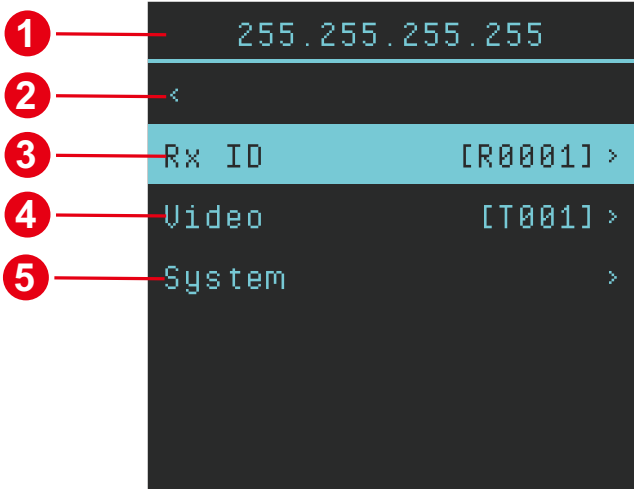 1 255.255.255.255
2 <
3 Rx ID [R0001] >
4 Video [T001] >
5 System >